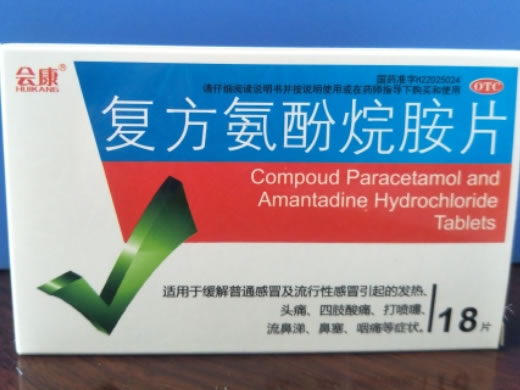 会康®
HUIKANG
国药准字H22025024
请仔细阅读说明书并按说明使用或在药师指导下购买和使用
OTC
复方氨酚烷胺片
Compoud Paracetamol and
Amantadine Hydrochloride
Tablets
适用于缓解普通感冒及流行性感冒引起的发热、
头痛、四肢酸痛、打喷嚏、
流鼻涕、鼻塞、咽痛等症状。
18片